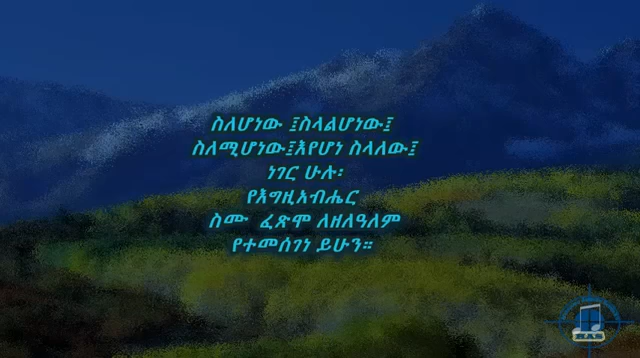 ስለሆነው ፤ስላልሆነው፤
ስለሚሆነው፤እየሆነ ስላለው፤
ነገር ሁሉ፡
የእግዚአብሔር
ስሙ ፈጽሞ ለዘለዓለም
የተመሰገነ ይሁን።